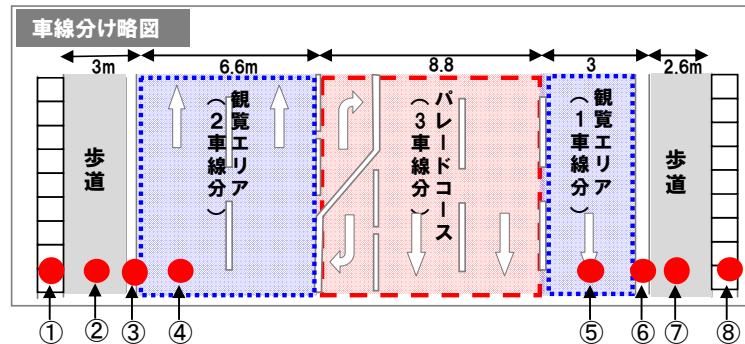 車線分け略図
3m
6.6m
8.8
3
2.6m
歩道
観覧エリア
(2車線分)
パレードコース
(3車線分)
観覧エリア
(1車線分)
歩道
①
②
③
④
⑤
⑥
⑦
⑧